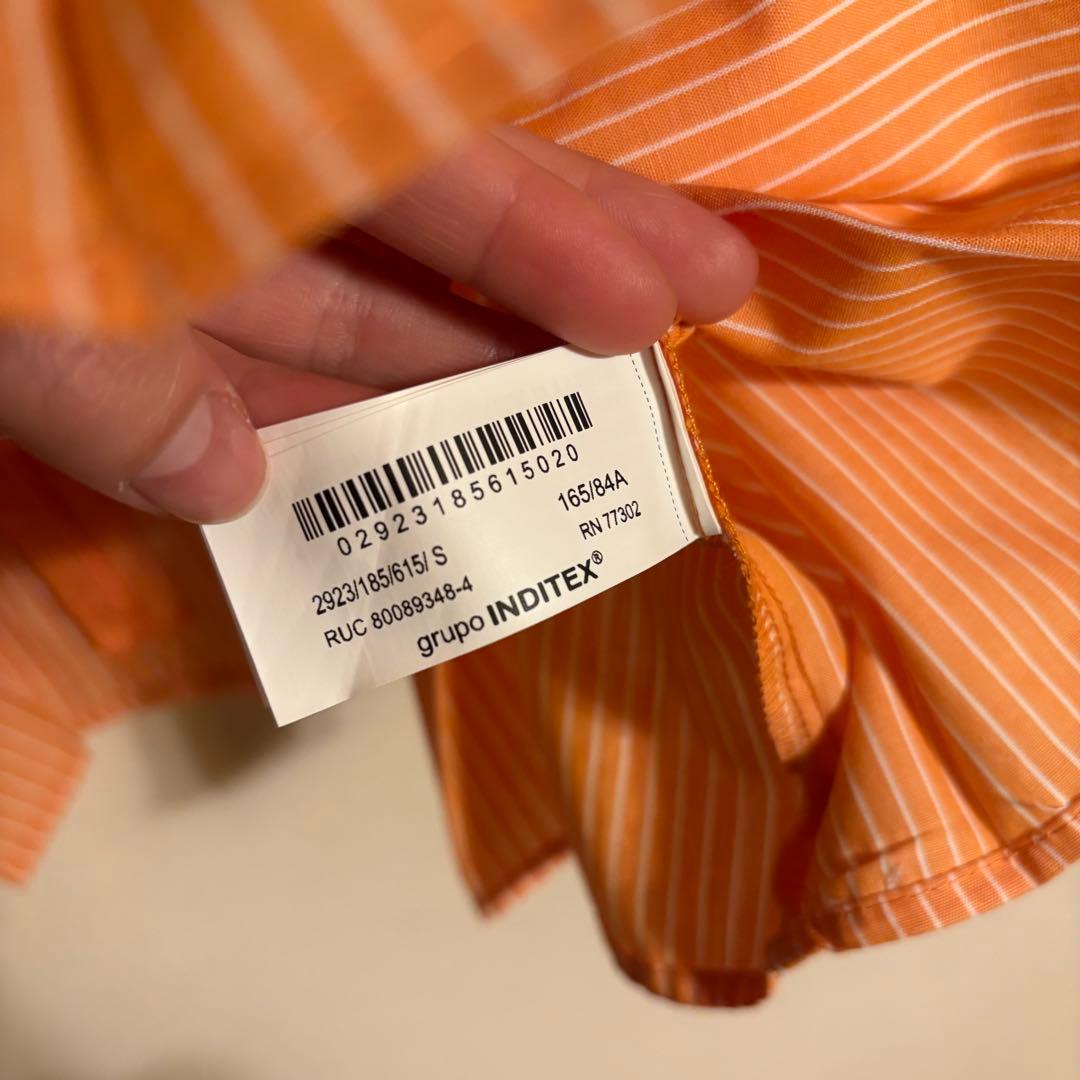 02923185615020
2923/185/615/ S
165/84A
RUC 80089348-4
RN 77302
grupo INDITEX®